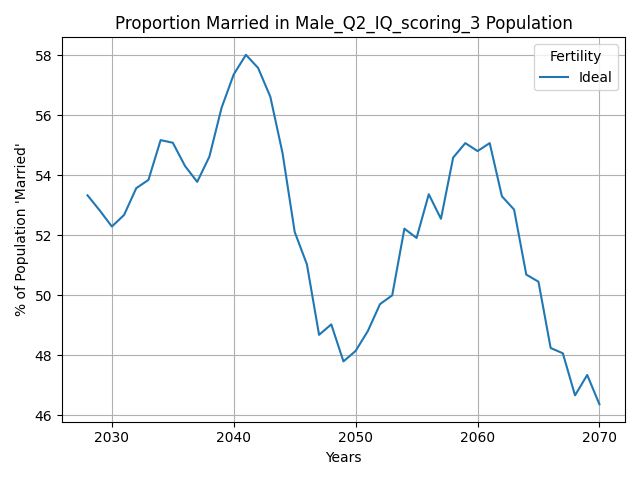 Proportion Married in Male_Q2_IQ_scoring_3 Population
Fertility
Ideal
% of Population 'Married'
58
56
54
52
50
48
46
2030 2040 2050 2060 2070
Years